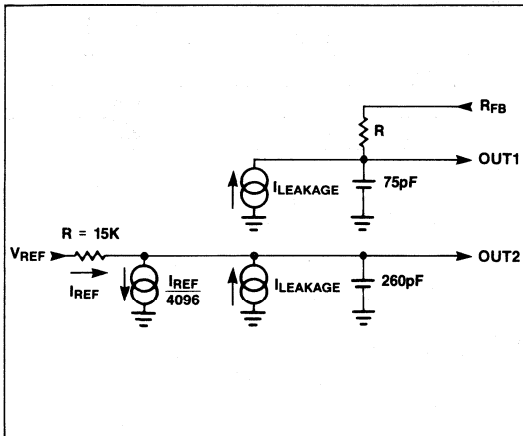 RFB
R
OUT1
ILEAKAGE
75pF
R = 15K
VREF
OUT2
IREF
IREF
4096
ILEAKAGE
260pF